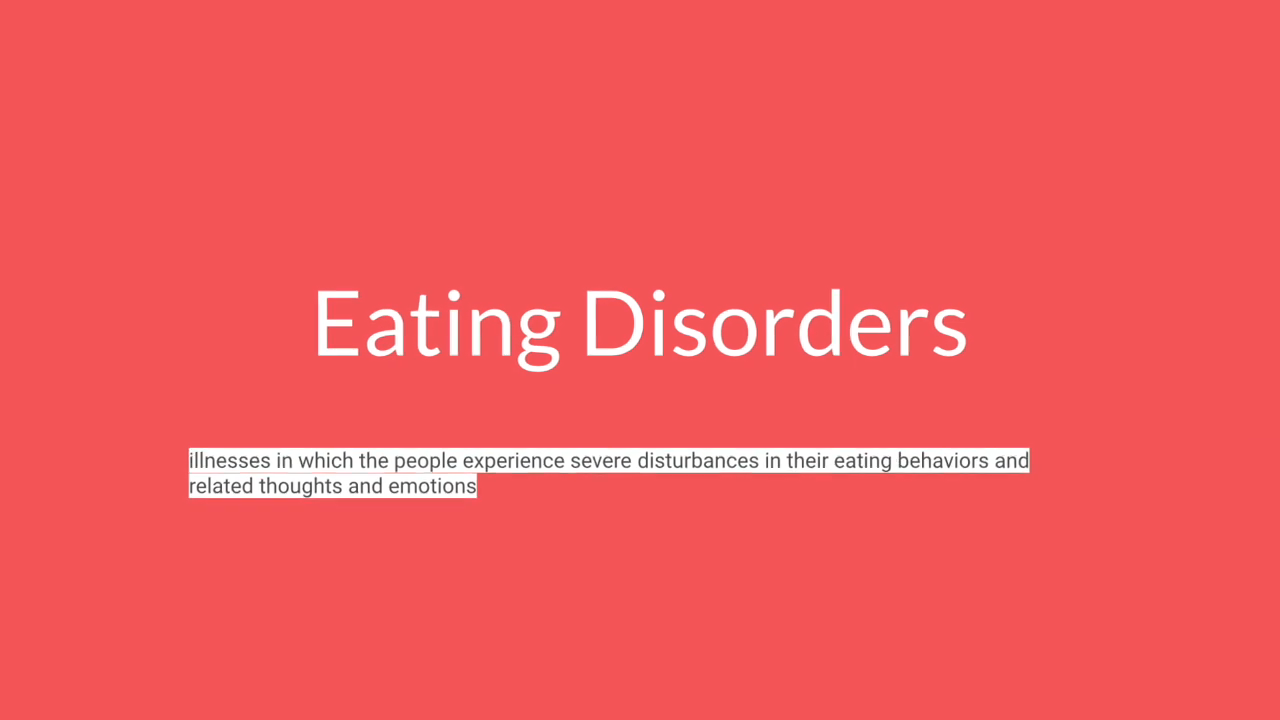 Eating Disorders
illnesses in which the people experience severe disturbances in their eating behaviors and
related thoughts and emotions